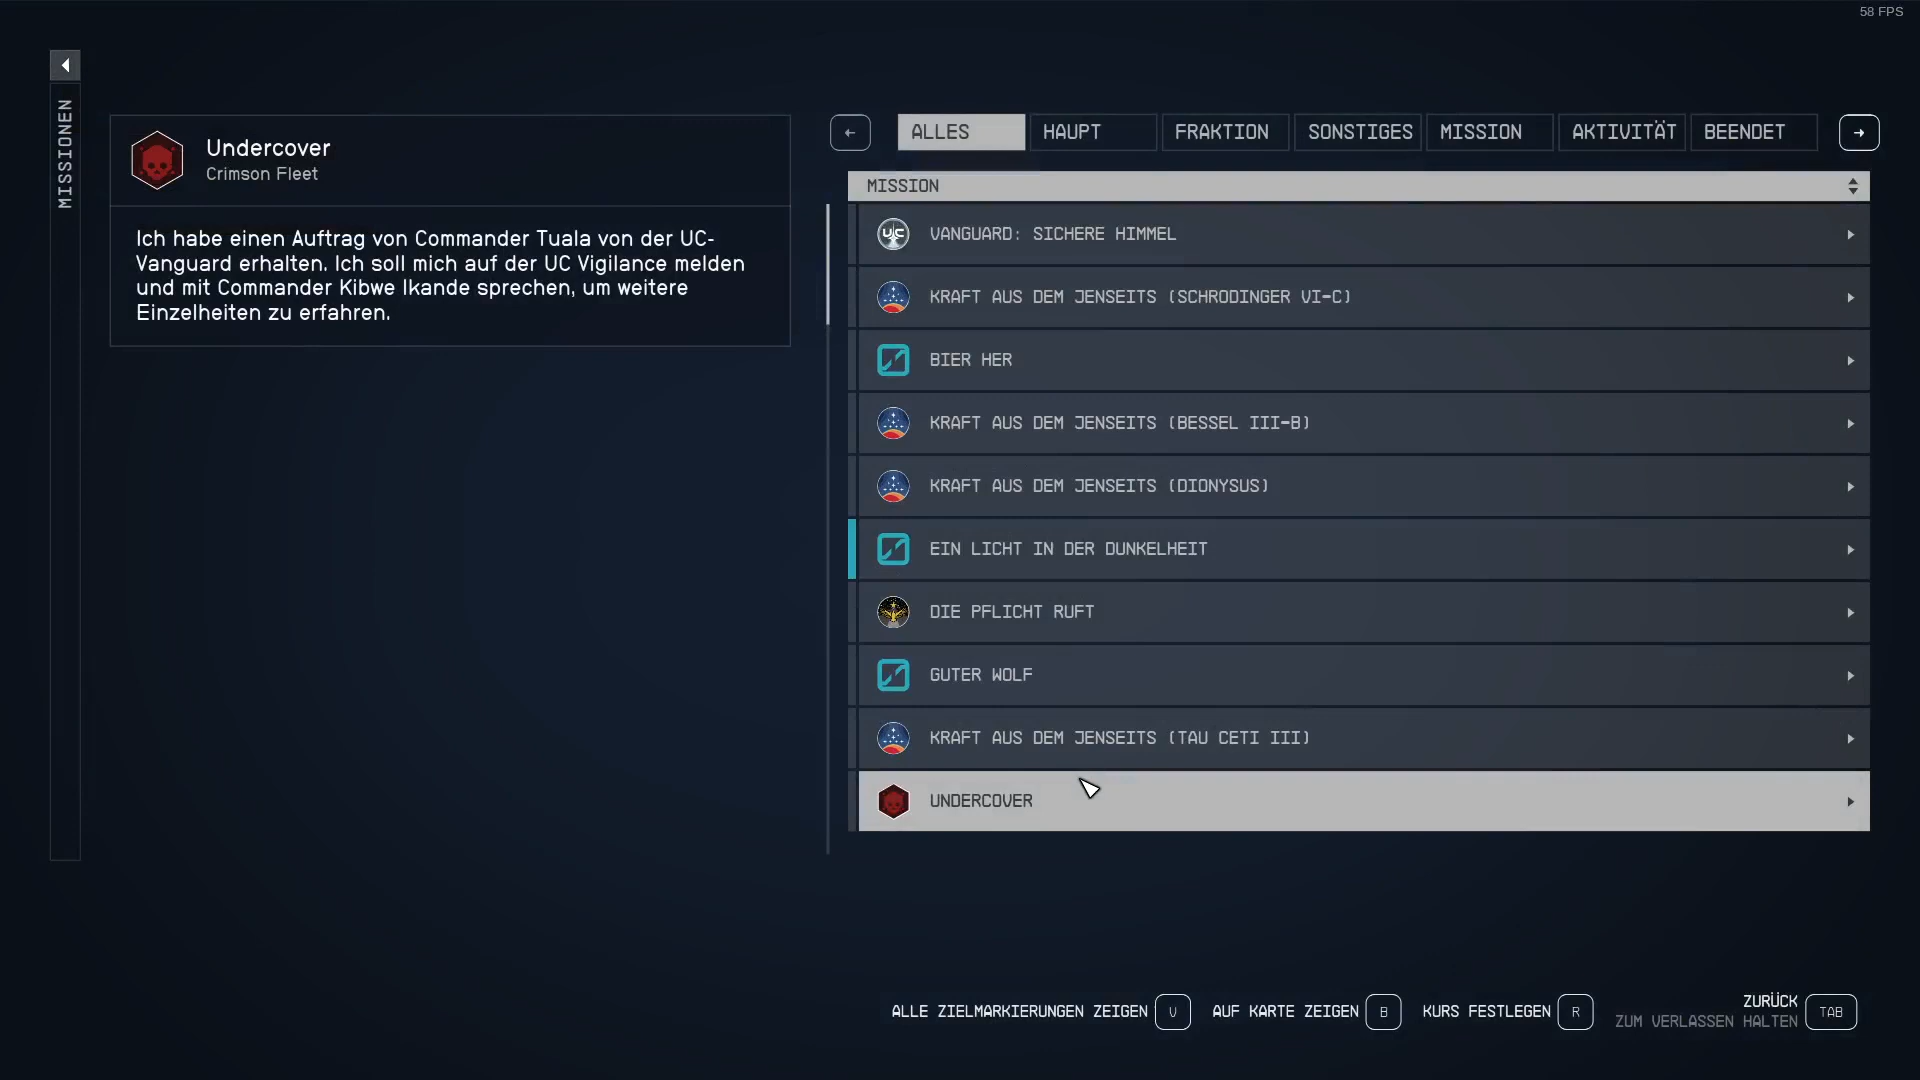 58 FPS
MISSIONEN
Undercover
Crimson Fleet
Ich habe einen Auftrag von Commander Tuala von der UC-
Vanguard erhalten. Ich soll mich auf der UC Vigilance melden
und mit Commander Kibwe Ikande sprechen, um weitere
Einzelheiten zu erfahren.
ALLES HAUPT FRAKTION SONSTIGES MISSION AKTIVITÄT BEENDET
MISSION
UC VANGUARD: SICHERE HIMMEL
KRAFT AUS DEM JENSEITS (SCHRODINGER VI-C)
BIER HER
KRAFT AUS DEM JENSEITS (BESSEL III-B)
KRAFT AUS DEM JENSEITS (DIONYSUS)
EIN LICHT IN DER DUNKELHEIT
DIE PFLICHT RUFT
GUTER WOLF
KRAFT AUS DEM JENSEITS (TAU CETI III)
UNDERCOVER
ALLE ZIELMARKIERUNGEN ZEIGEN V AUF KARTE ZEIGEN B KURS FESTLEGEN R ZURÜCK
ZUM VERLASSEN HALTEN TAB